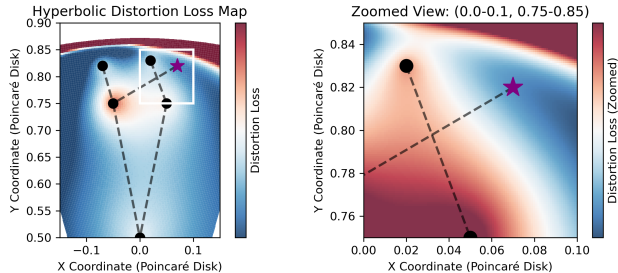 Hyperbolic Distortion Loss Map
Y Coordinate (Poincaré Disk)
0.90
0.85
0.80
0.75
0.70
0.65
0.60
0.55
0.50
−0.1
0.0
0.1
X Coordinate (Poincaré Disk)
Distortion Loss
Zoomed View: (0.0-0.1, 0.75-0.85)
Y Coordinate (Poincaré Disk)
0.84
0.82
0.80
0.78
0.76
0.00
0.02
0.04
0.06
0.08
0.10
X Coordinate (Poincaré Disk)
Distortion Loss (Zoomed)